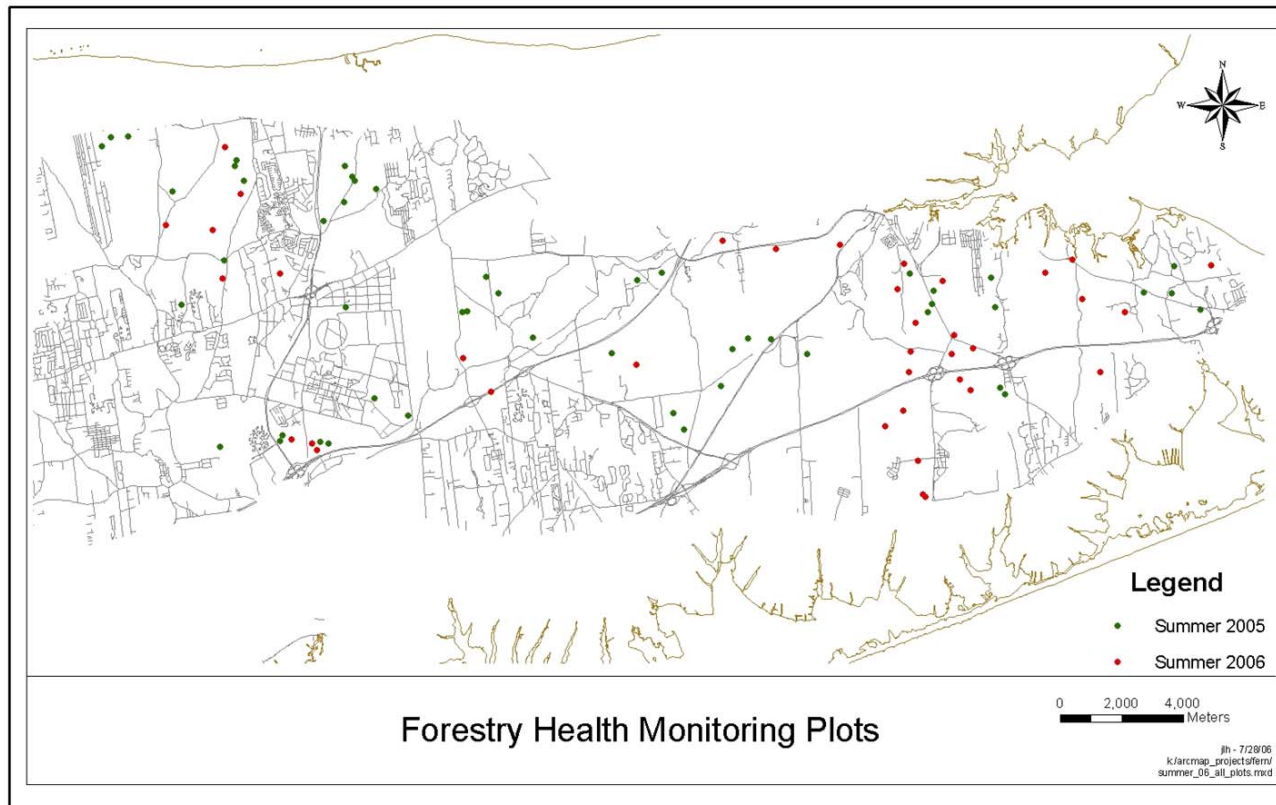 N
W E
S
Legend
Summer 2005
Summer 2006
0 2,000 4,000
Meters
Forestry Health Monitoring Plots
jlh - 7/28/06
k:/arcmap_projects/fern/
summer_06_all_plots.mxd